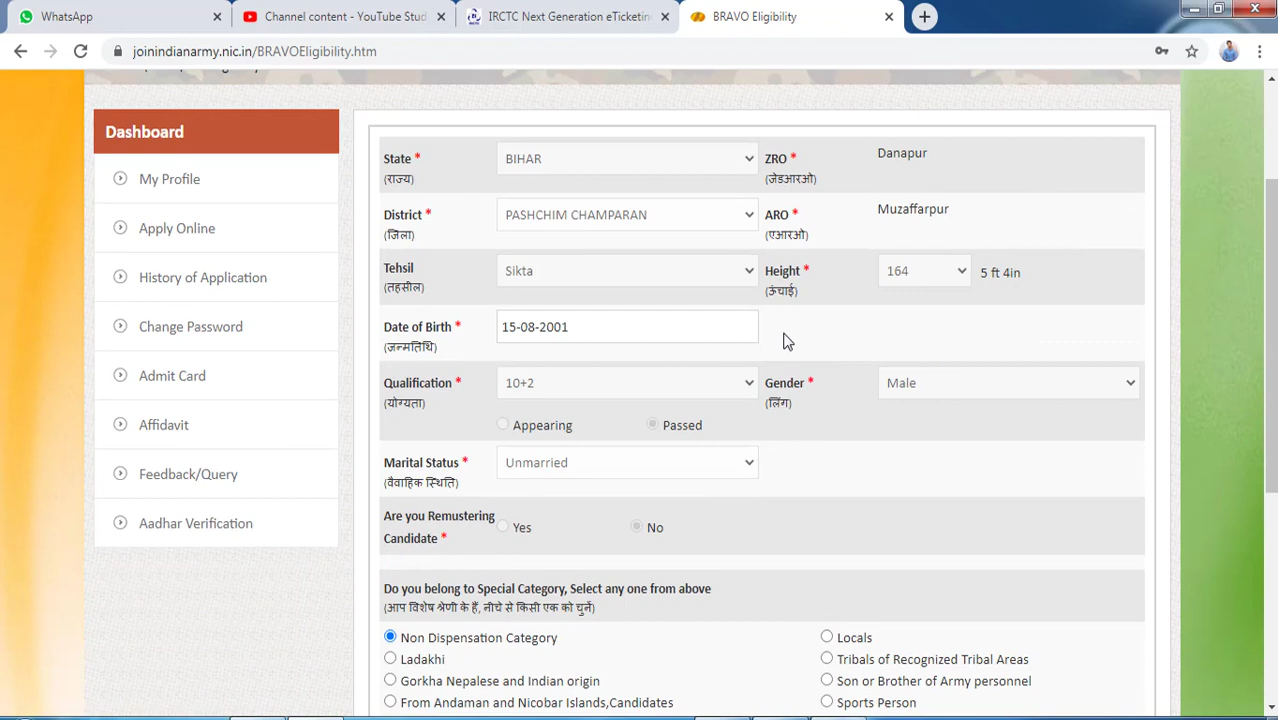 WhatsApp
Channel content - YouTube Stud
IRCTC Next Generation eTicketing
BRAVO Eligibility
joinindianarmy.nic.in/BRAVOEligibility.htm
Dashboard
My Profile
Apply Online
History of Application
Change Password
Admit Card
Affidavit
Feedback/Query
Aadhar Verification
State * BIHAR ZRO * Danapur
(राज्य) (जेडआरओ)
District * PASHCHIM CHAMPARAN ARO * Muzaffarpur
(जिला) (एआरओ)
Tehsil Sikta Height * 164 5 ft 4in
(तहसील) (ऊंचाई)
Date of Birth * 15-08-2001
(जन्मतिथि)
Qualification * 10+2 Gender * Male
(योग्यता) (लिंग)
Appearing Passed
Marital Status * Unmarried
(वैवाहिक स्थिति)
Are you Remustering Yes No
Candidate *
Do you belong to Special Category, Select any one from above
(आप विशेष श्रेणी के हैं, नीचे से किसी एक को चुनें)
Non Dispensation Category Locals
Ladakhi Tribals of Recognized Tribal Areas
Gorkha Nepalese and Indian origin Son or Brother of Army personnel
From Andaman and Nicobar Islands,Candidates Sports Person